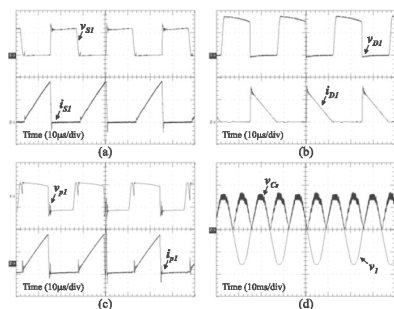 v_S1
i_S1
Time (10μs/div)
(a)
v_D1
i_D1
Time (10μs/div)
(b)
v_p1
i_p1
Time (10μs/div)
(c)
v_Cs
v_1
Time (10ms/div)
(d)